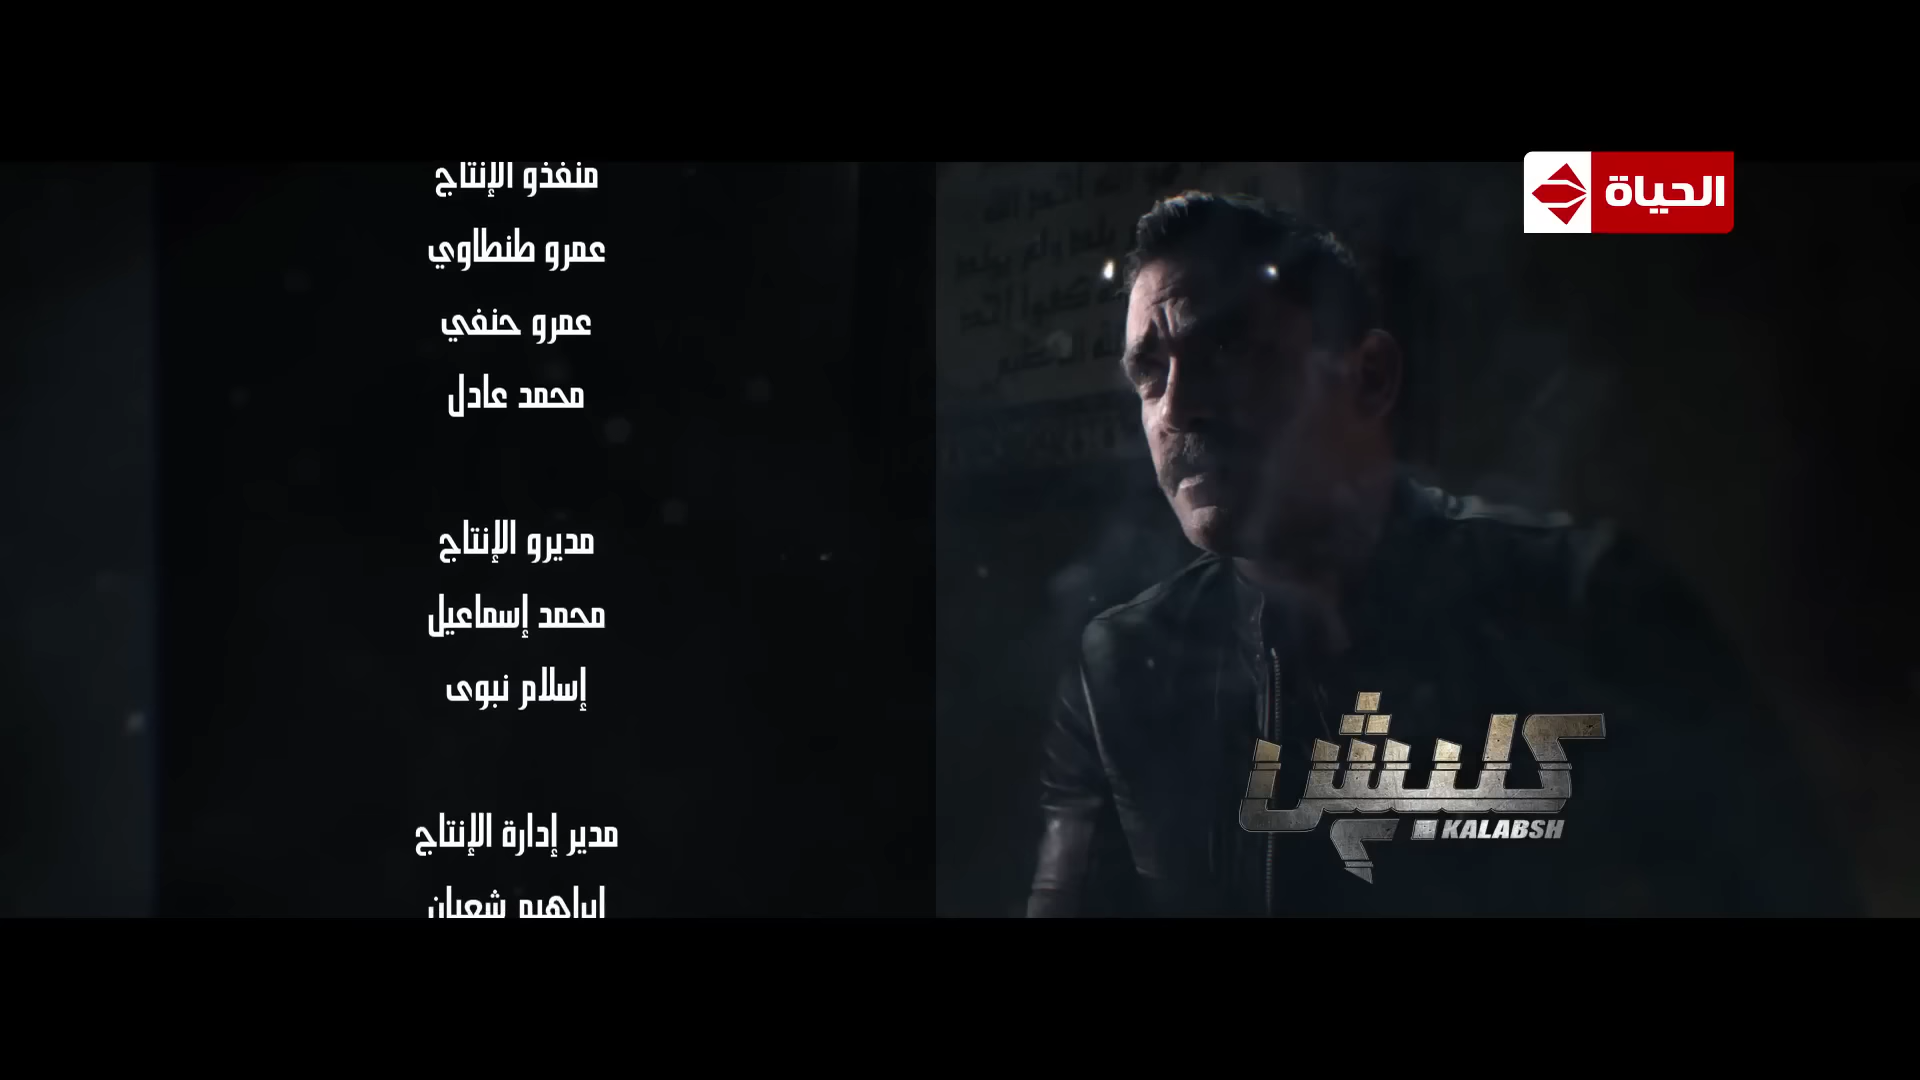 منفذو الإنتاج
عمرو طنطاوي
عمرو حنفي
محمد عادل
مديرو الإنتاج
محمد إسماعيل
إسلام نبوى
مدير إدارة الإنتاج
ابراهيم شعبان
الحياة
كلبش
KALABSH